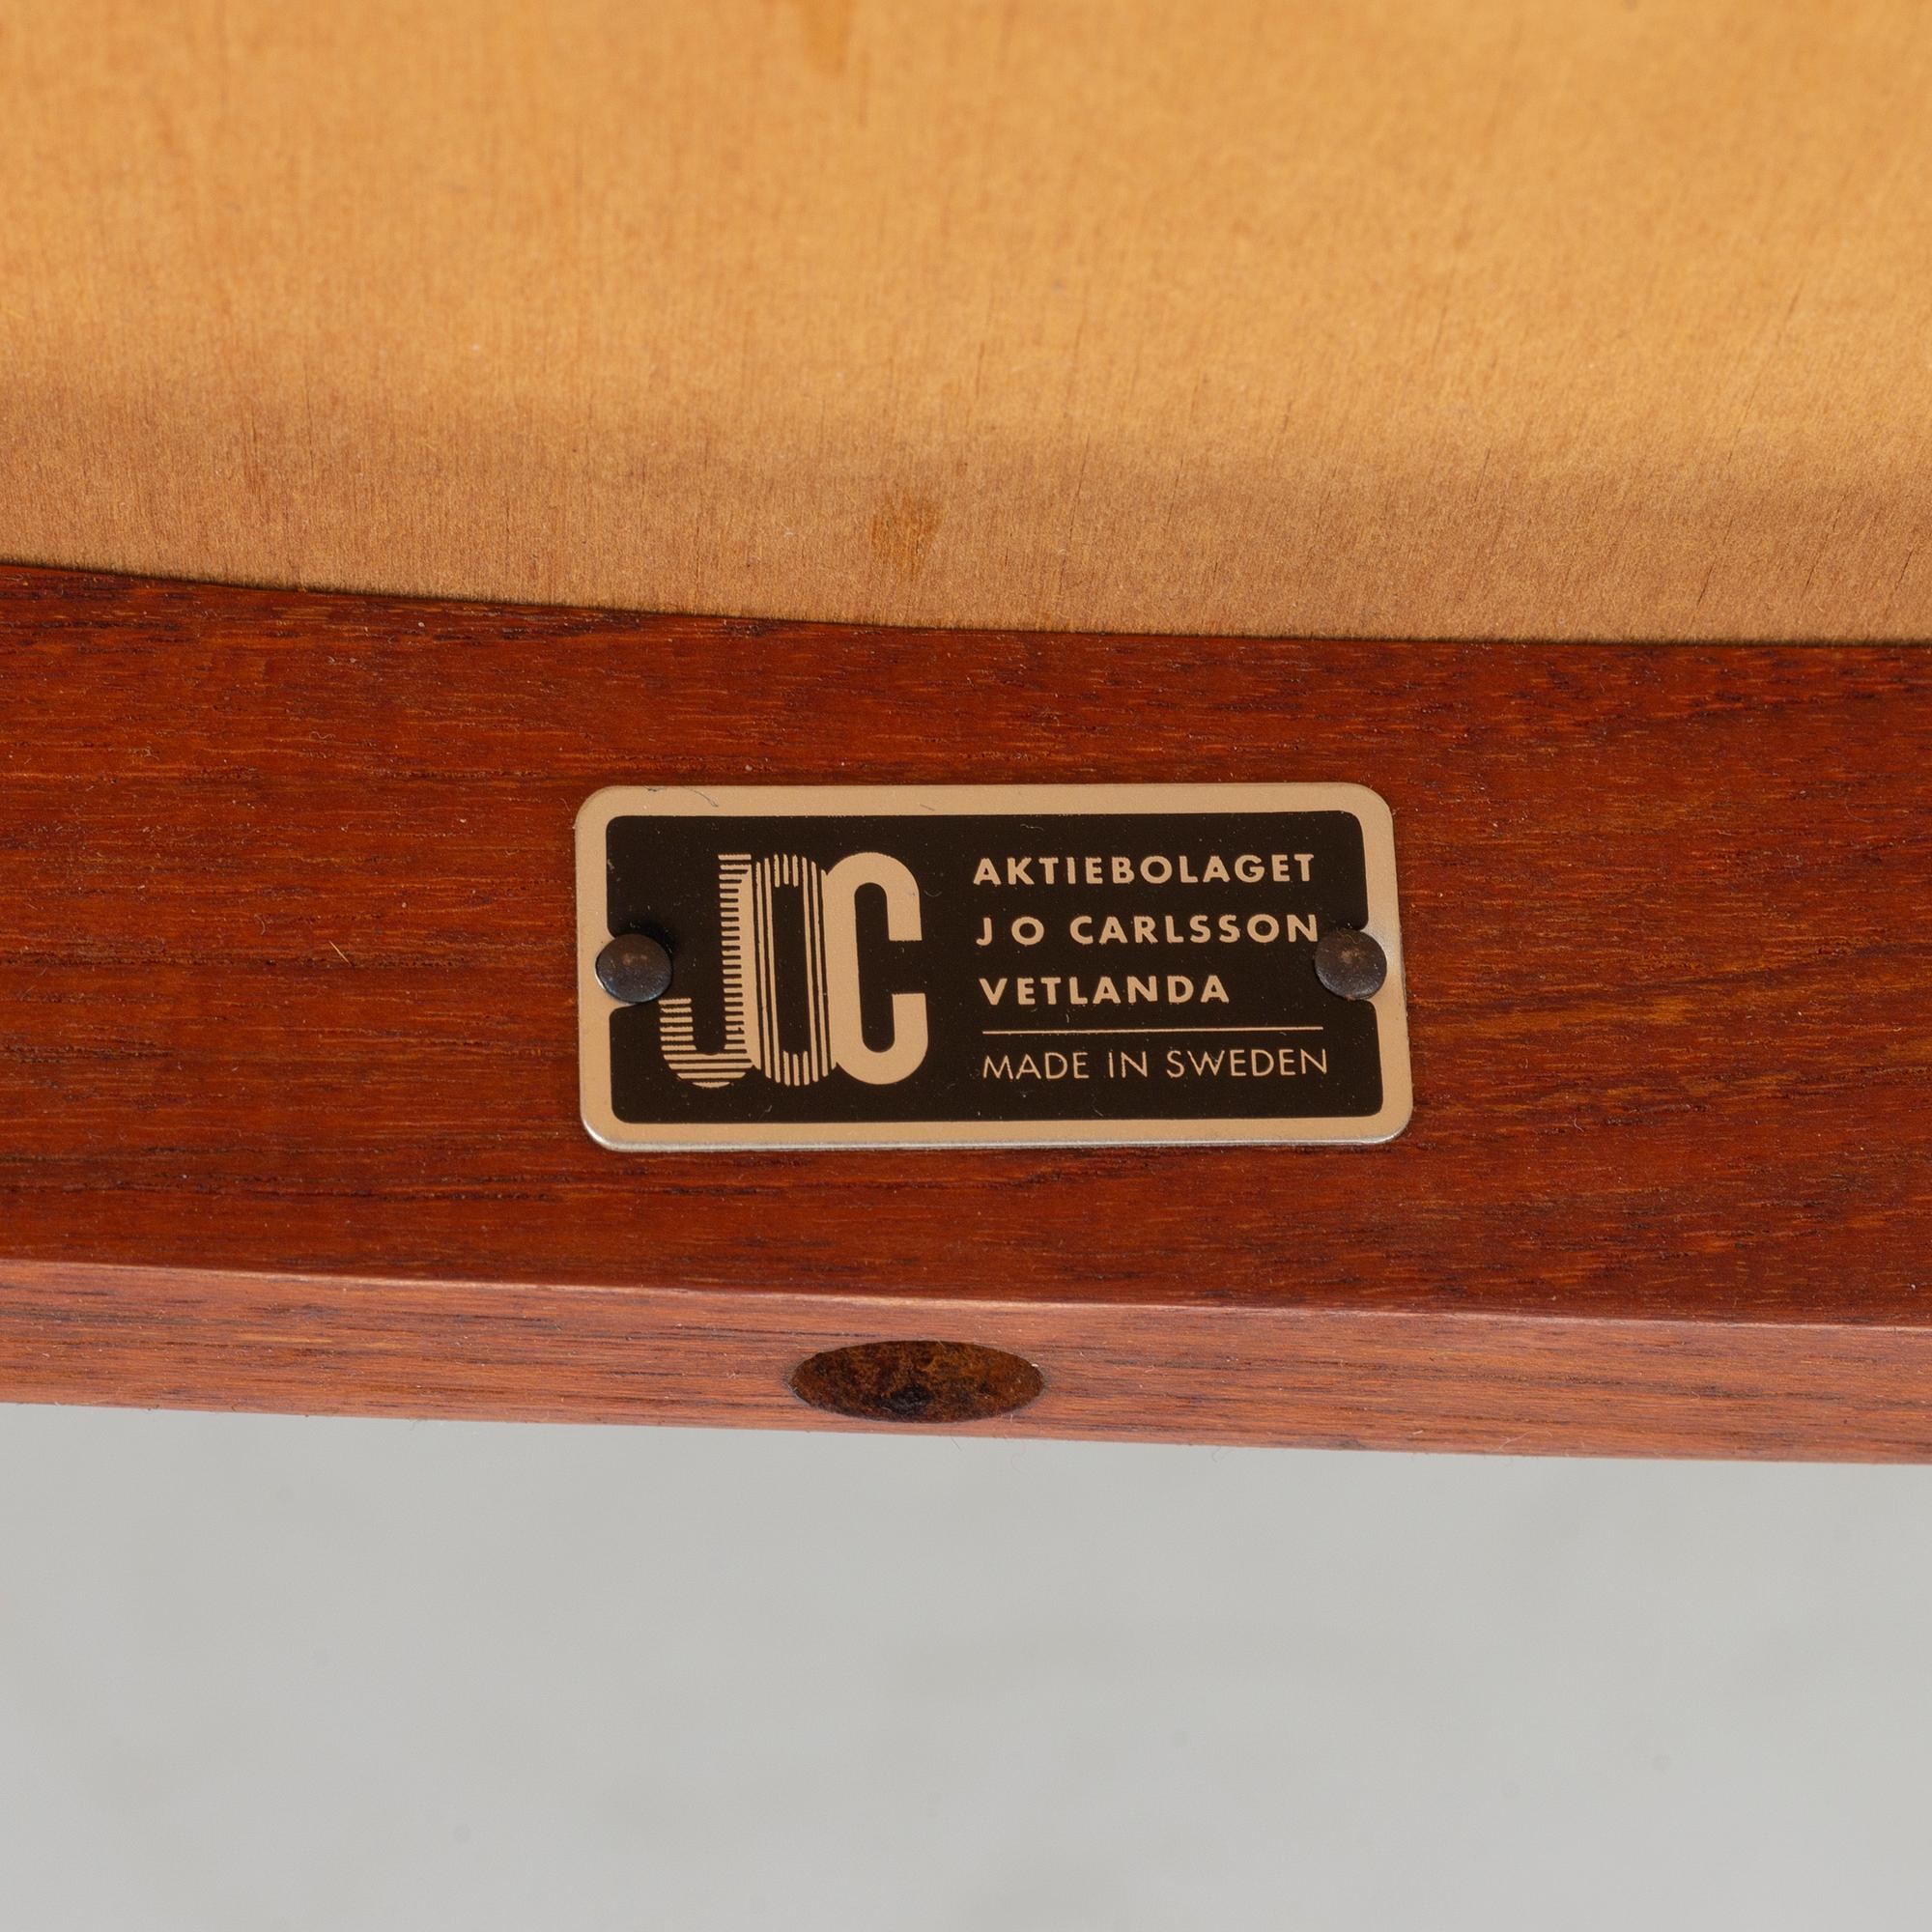 JOC
AKTIEBOLAGET
J O CARLSSON
VETLANDA
MADE IN SWEDEN